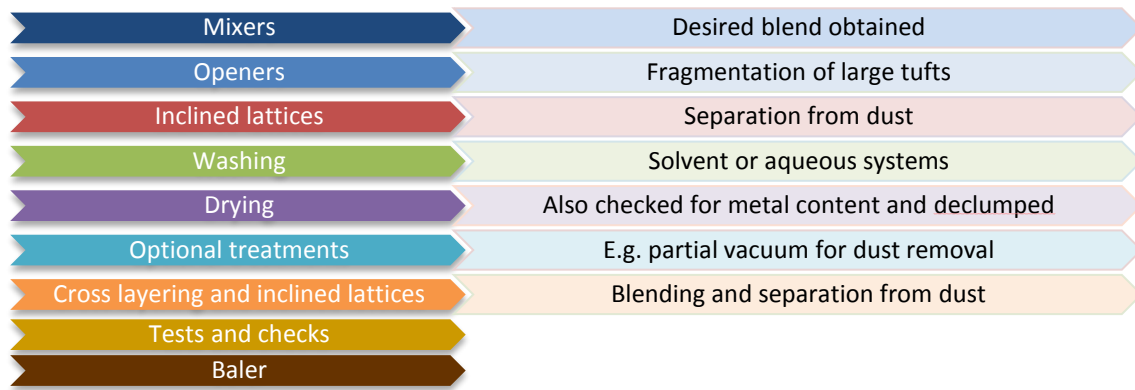 Mixers
Desired blend obtained
Openers
Fragmentation of large tufts
Inclined lattices
Separation from dust
Washing
Solvent or aqueous systems
Drying
Also checked for metal content and declumped
Optional treatments
E.g. partial vacuum for dust removal
Cross layering and inclined lattices
Blending and separation from dust
Tests and checks
Baler